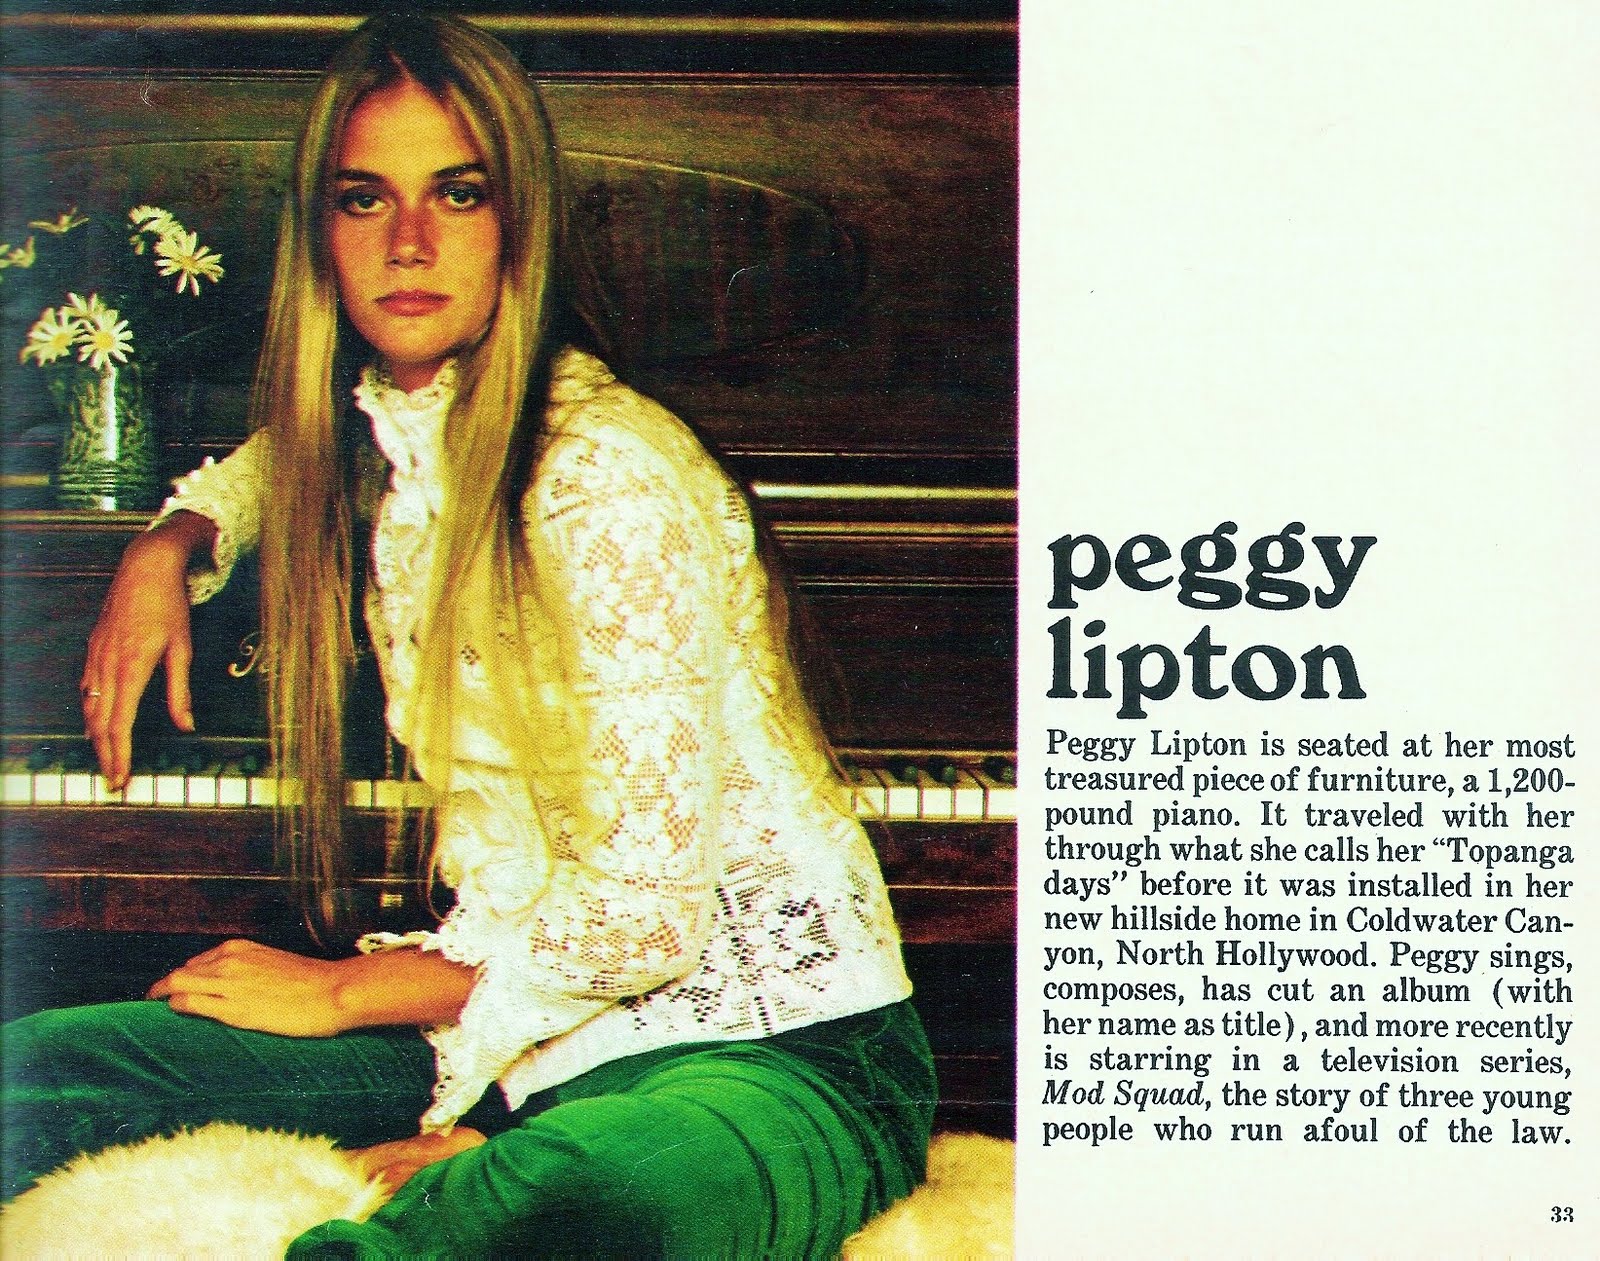 peggy
lipton
Peggy Lipton is seated at her most
treasured piece of furniture, a 1,200-
pound piano. It traveled with her
through what she calls her “Topanga
days” before it was installed in her
new hillside home in Coldwater Can-
yon, North Hollywood. Peggy sings,
composes, has cut an album (with
her name as title), and more recently
is starring in a television series,
Mod Squad, the story of three young
people who run afoul of the law.
33